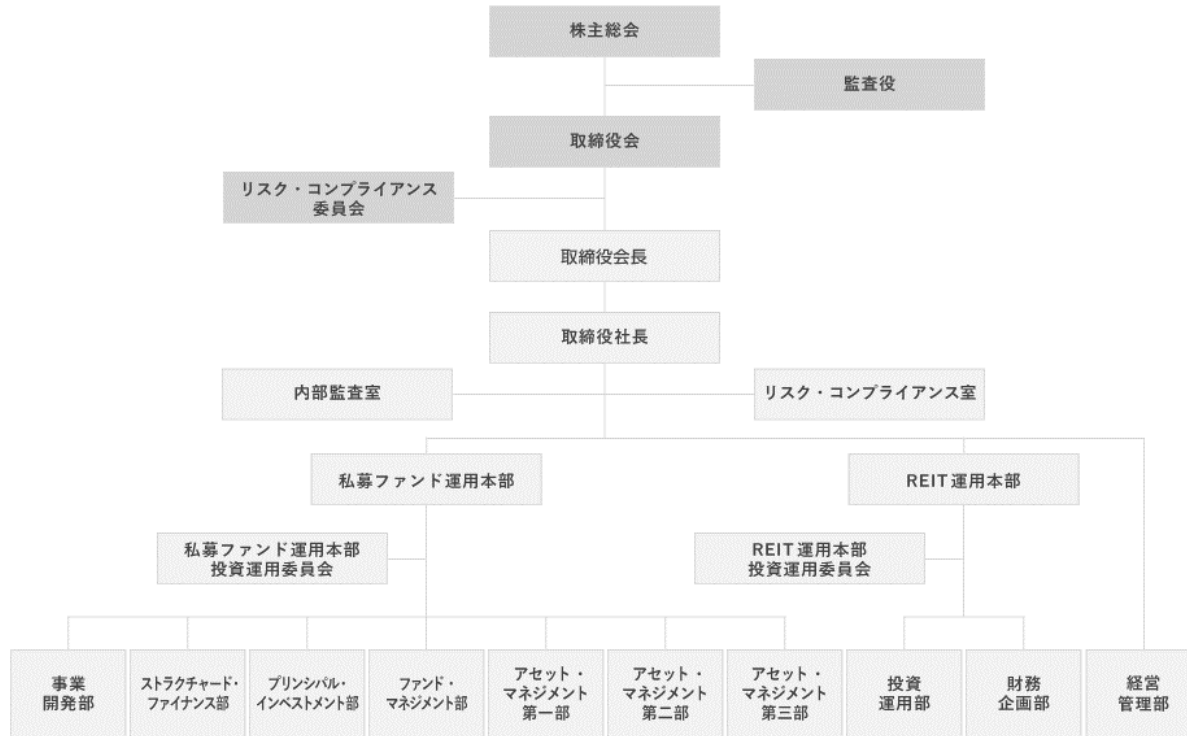 株主総会
監査役
取締役会
リスク・コンプライアンス
委員会
取締役会長
取締役社長
内部監査室
リスク・コンプライアンス室
私募ファンド運用本部
REIT運用本部
私募ファンド運用本部
投資運用委員会
REIT運用本部
投資運用委員会
事業
開発部
ストラクチャード・
ファイナンス部
プリンシパル・
インベストメント部
ファンド・
マネジメント部
アセット・
マネジメント
第一部
アセット・
マネジメント
第二部
アセット・
マネジメント
第三部
投資
運用部
財務
企画部
経営
管理部